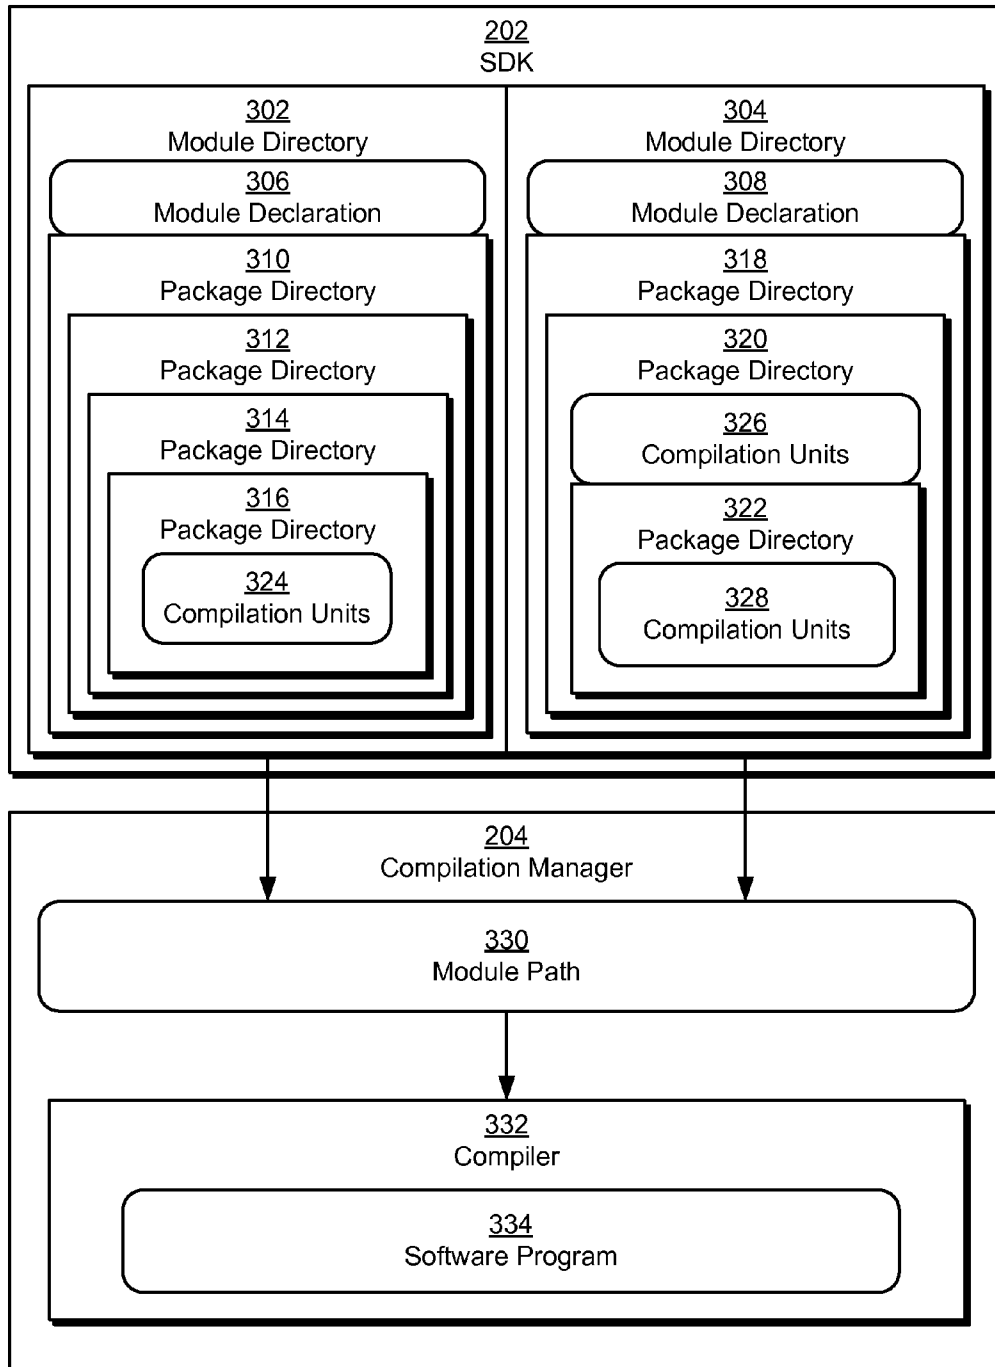 202
SDK
302
Module Directory
306
Module Declaration
310
Package Directory
312
Package Directory
314
Package Directory
316
Package Directory
324
Compilation Units
304
Module Directory
308
Module Declaration
318
Package Directory
320
Package Directory
326
Compilation Units
322
Package Directory
328
Compilation Units
204
Compilation Manager
330
Module Path
332
Compiler
334
Software Program